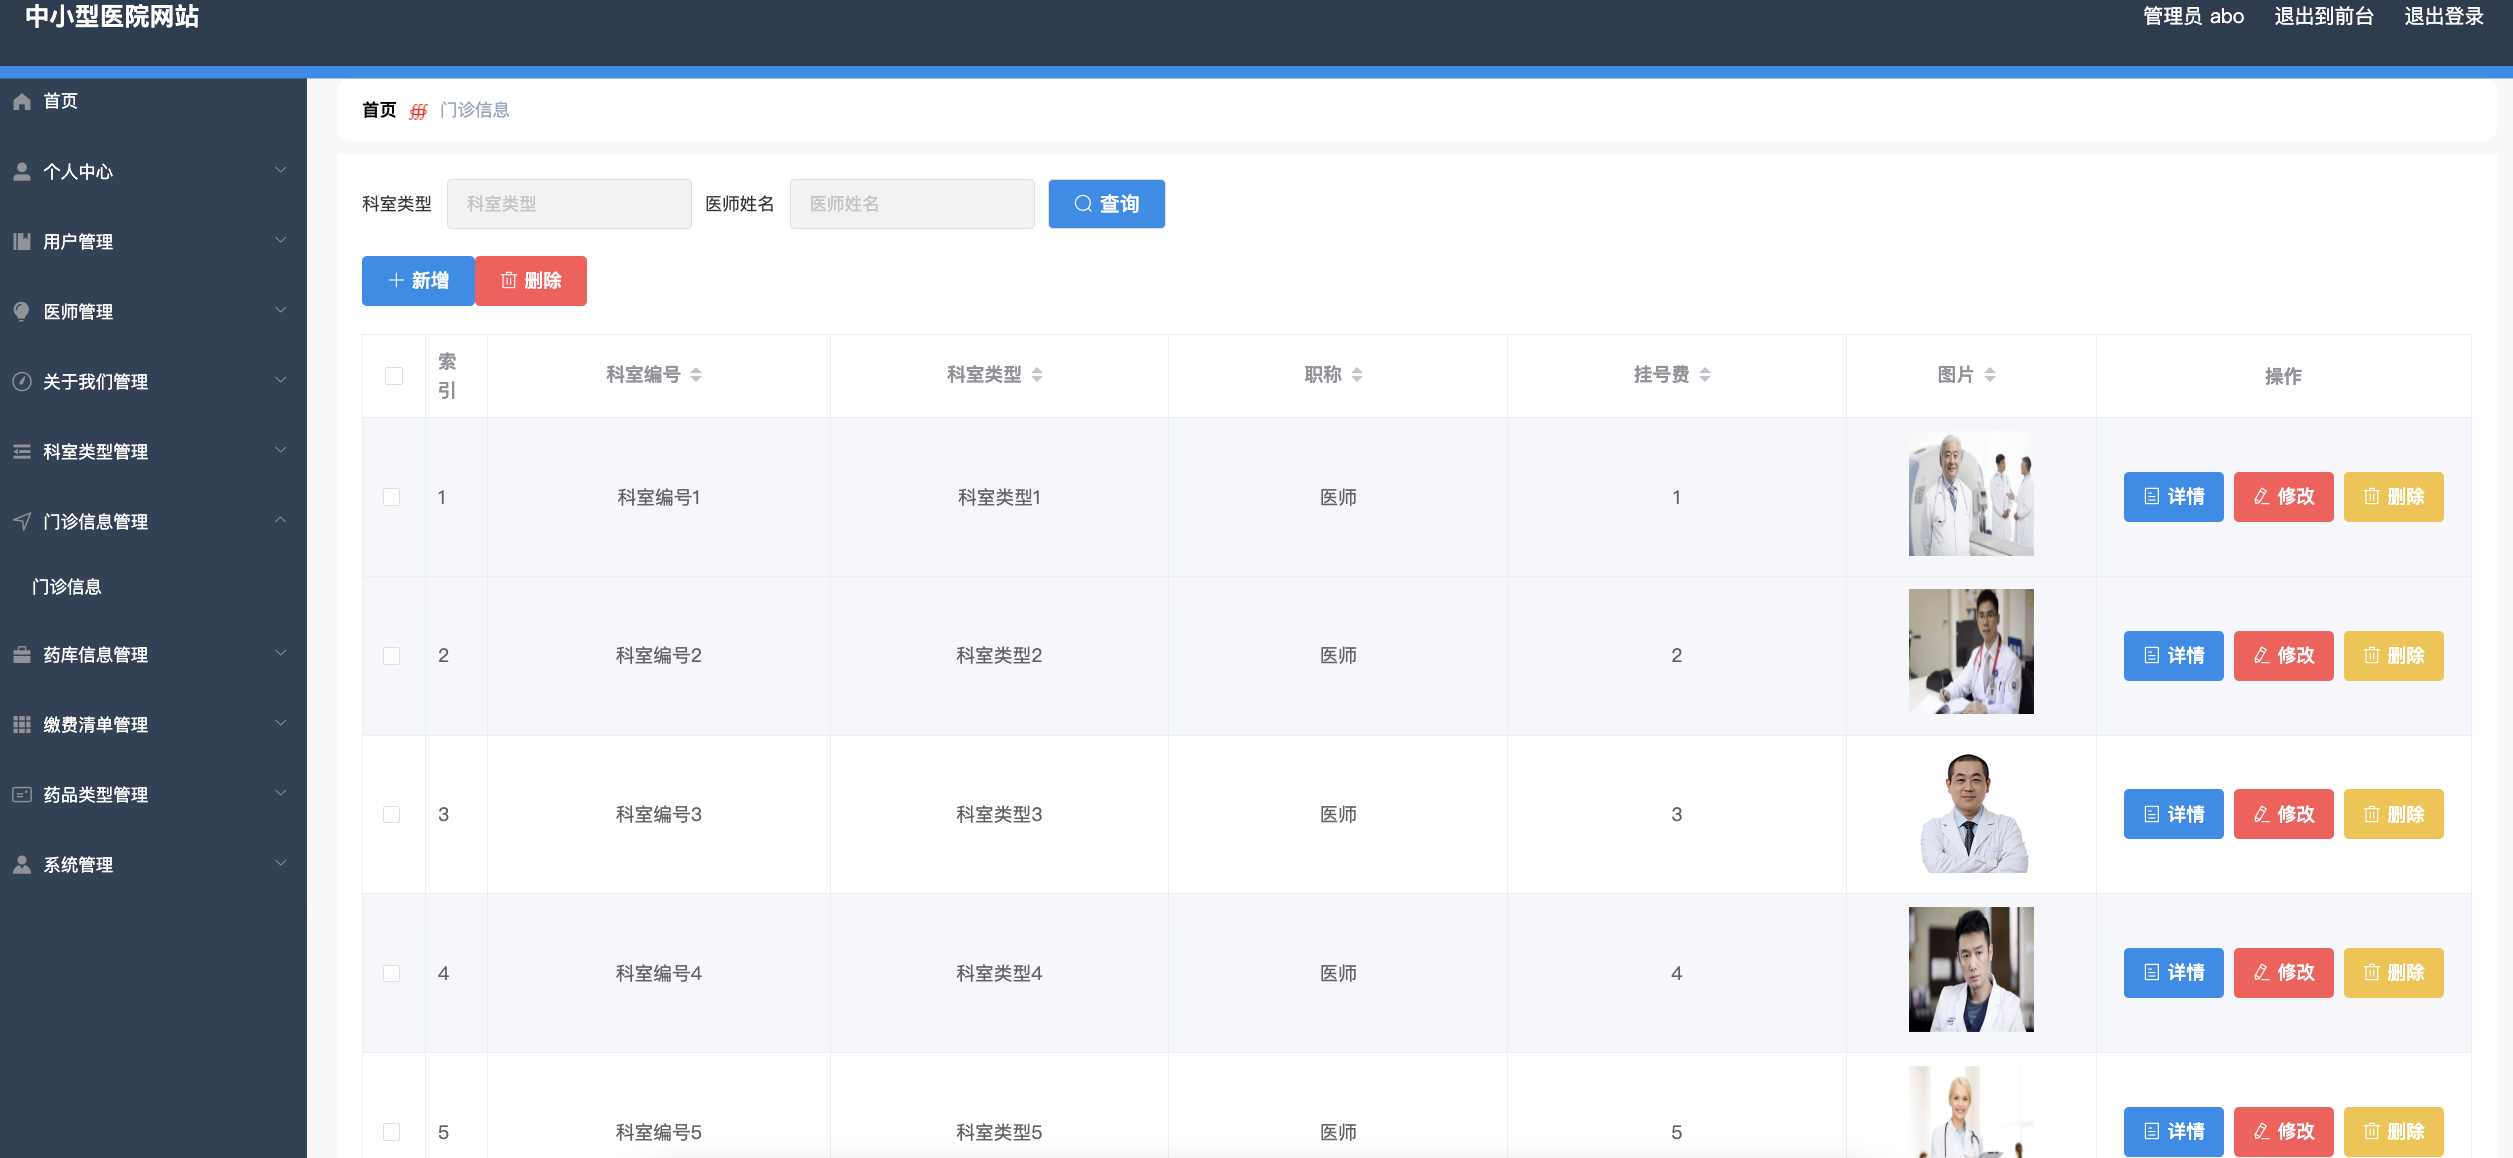 中小型医院网站
管理员 abo 退出到前台 退出登录
首页
个人中心
用户管理
医师管理
关于我们管理
科室类型管理
门诊信息管理
门诊信息
药库信息管理
缴费清单管理
药品类型管理
系统管理
首页 门诊信息
科室类型 科室类型 医师姓名 医师姓名 查询
新增 删除
索引 科室编号 科室类型 职称 挂号费 图片 操作
1 科室编号1 科室类型1 医师 1 详情 修改 删除
2 科室编号2 科室类型2 医师 2 详情 修改 删除
3 科室编号3 科室类型3 医师 3 详情 修改 删除
4 科室编号4 科室类型4 医师 4 详情 修改 删除
5 科室编号5 科室类型5 医师 5 详情 修改 删除